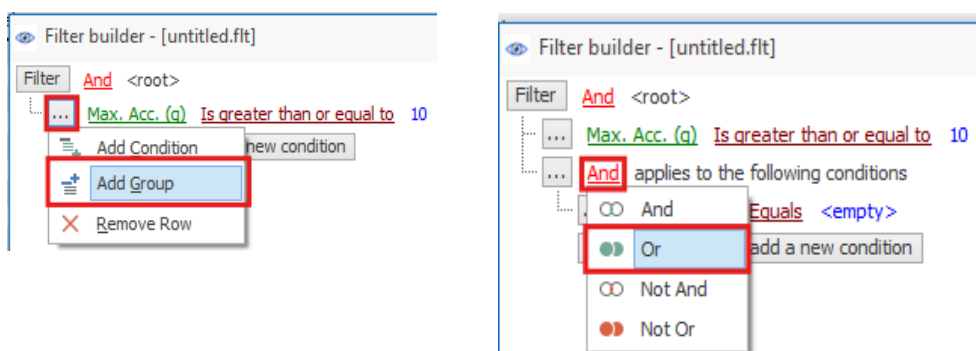 Filter builder - [untitled.flt]
Filter And <root>
... Max. Acc. (g) Is greater than or equal to 10
Add Condition new condition
Add Group
Remove Row
Filter builder - [untitled.flt]
Filter And <root>
... Max. Acc. (g) Is greater than or equal to 10
... And applies to the following conditions
And Equals <empty>
Or add a new condition
Not And
Not Or